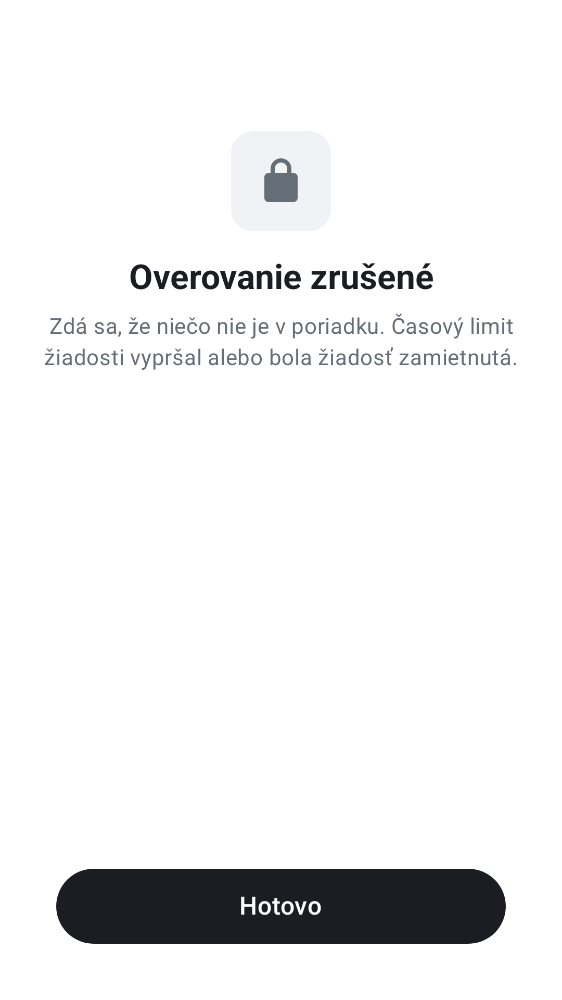 Overovanie zrušené
Zdá sa, že niečo nie je v poriadku. Časový limit
žiadosti vypršal alebo bola žiadosť zamietnutá.
Hotovo